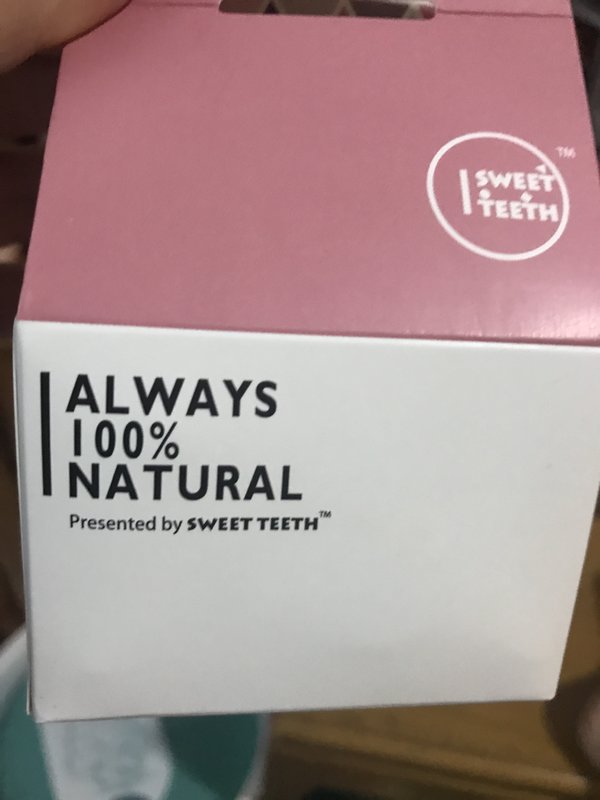 TM
SWEET
TEETH
ALWAYS
100%
NATURAL
Presented by SWEET TEETH™